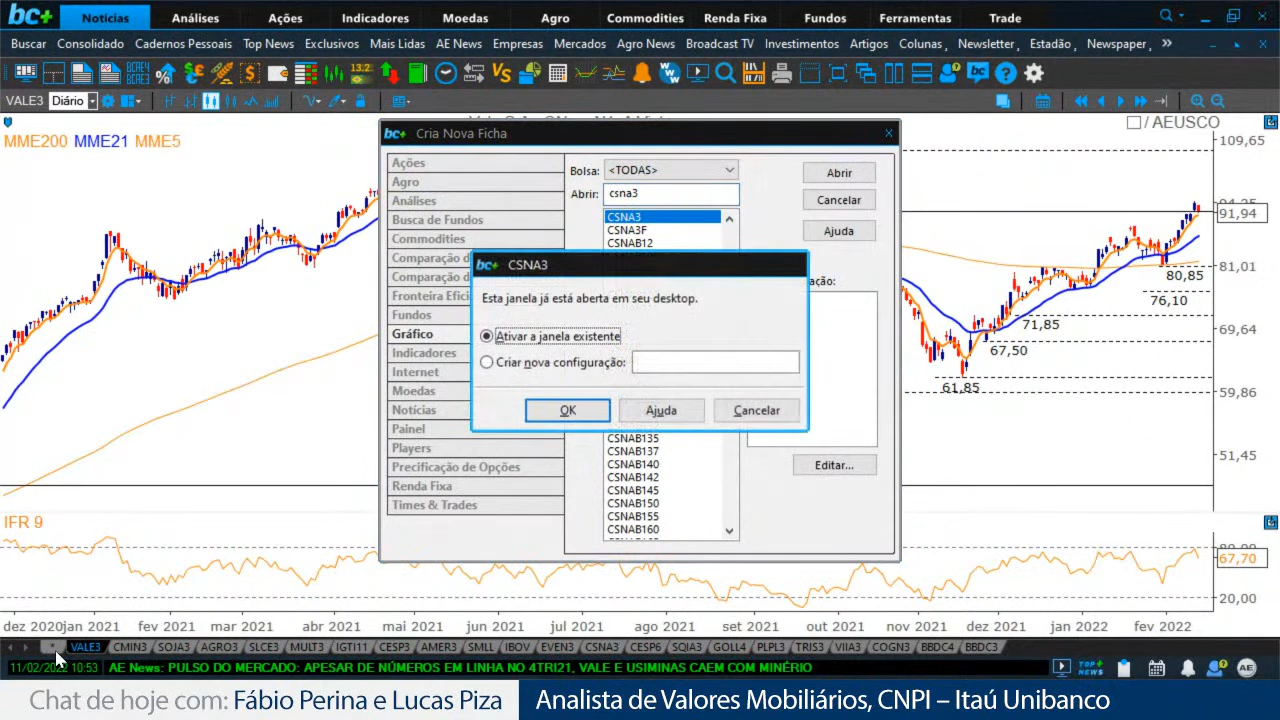 bc+ Notícias Análises Ações Indicadores Moedas Agro Commodities Renda Fixa Fundos Ferramentas Trade
Buscar Consolidado Cadernos Pessoais Top News Exclusivos Mais Lidas AE News Empresas Mercados Agro News Broadcast TV Investimentos Artigos Colunas Newsletter Estadão Newspaper
VALE3 Diário
MME200 MME21 MME5
/ AEUSCO
109,65
91,94
81,01
69,64
59,86
51,45
80,85
76,10
71,85
67,50
61,85
bc+ Cria Nova Ficha
Ações
Agro
Análises
Busca de Fundos
Commodities
Comparação d
Comparação d
Fronteira Efici
Fundos
Gráfico
Indicadores
Internet
Moedas
Notícias
Painel
Players
Precificação de Opções
Renda Fixa
Times & Trades
Bolsa: <TODAS>
Abrir: csna3
CSNA3
CSNA3F
CSNAB12
Abrir
Cancelar
Ajuda
ação:
bc+ CSNA3
Esta janela já está aberta em seu desktop.
Ativar a janela existente
Criar nova configuração:
OK Ajuda Cancelar
CSNAB135
CSNAB137
CSNAB140
CSNAB142
CSNAB145
CSNAB150
CSNAB155
CSNAB160
Editar...
IFR 9
67,70
20,00
dez 2020 jan 2021 fev 2021 mar 2021 abr 2021 mai 2021 jun 2021 jul 2021 ago 2021 set 2021 out 2021 nov 2021 dez 2021 jan 2022 fev 2022
VALE3 CMIN3 SOJA3 AGRO3 SLCE3 MULT3 IGTI11 CESP3 AMER3 SMLL IBOV EVEN3 CSNA3 CESP6 SQIA3 GOLL4 PLPL3 TRIS3 VIIA3 COGN3 BBDC4 BBDC3
11/02/2022 10:53 AE News: PULSO DO MERCADO: APESAR DE NÚMEROS EM LINHA NO 4TRI21, VALE E USIMINAS CAEM COM MINÉRIO
TOP NEWS AE
Chat de hoje com: Fábio Perina e Lucas Piza Analista de Valores Mobiliários, CNPI – Itaú Unibanco